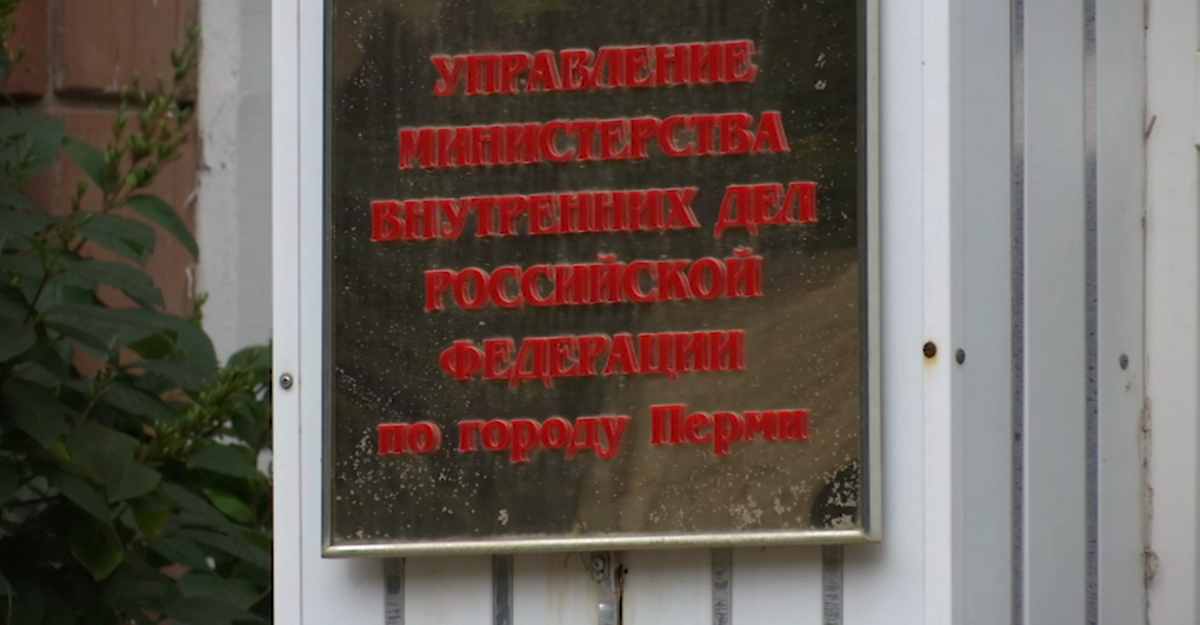 УПРАВЛЕНИЕ
МИНИСТЕРСТВА
ВНУТРЕННИХ ДЕЛ
РОССИЙСКОЙ
ФЕДЕРАЦИИ
по городу Перми